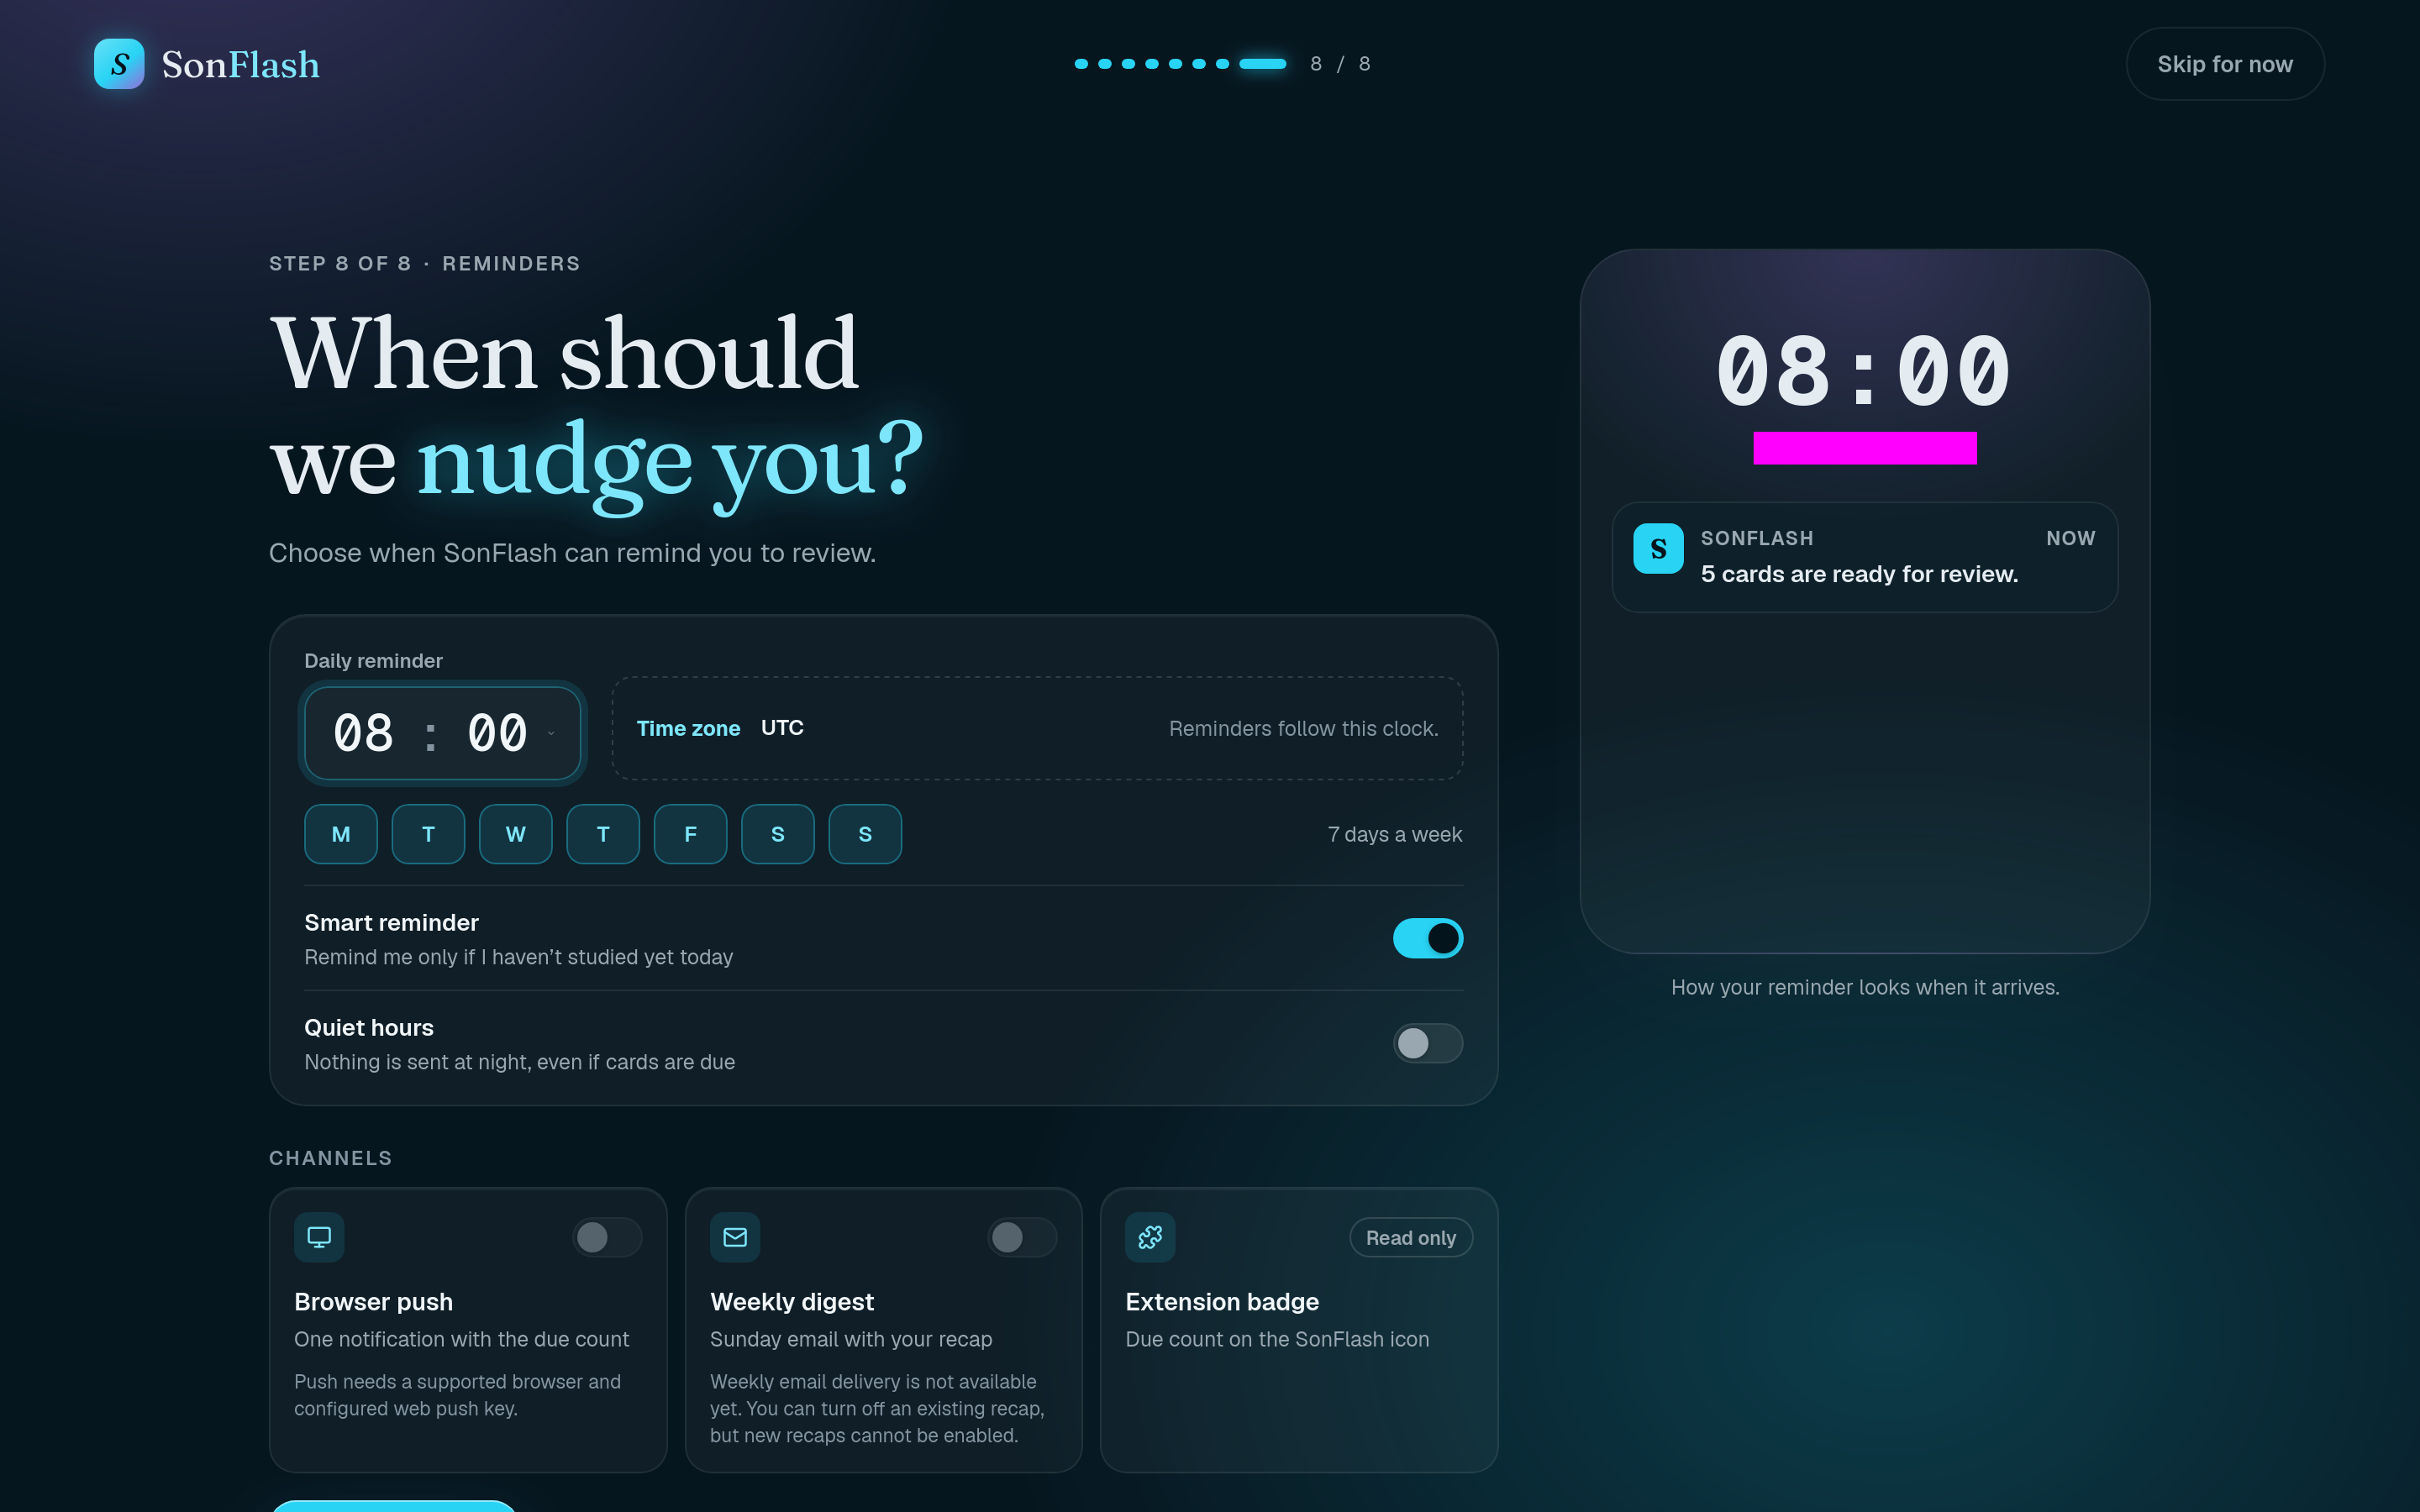 S SonFlash
8 / 8
Skip for now
STEP 8 OF 8 · REMINDERS
When should
we nudge you?
Choose when SonFlash can remind you to review.
Daily reminder
08 : 00
Time zone UTC
Reminders follow this clock.
M T W T F S S
7 days a week
Smart reminder
Remind me only if I haven’t studied yet today
Quiet hours
Nothing is sent at night, even if cards are due
CHANNELS
Browser push
One notification with the due count
Push needs a supported browser and
configured web push key.
Weekly digest
Sunday email with your recap
Weekly email delivery is not available
yet. You can turn off an existing recap,
but new recaps cannot be enabled.
Read only
Extension badge
Due count on the SonFlash icon
08:00
S SONFLASH NOW
5 cards are ready for review.
How your reminder looks when it arrives.